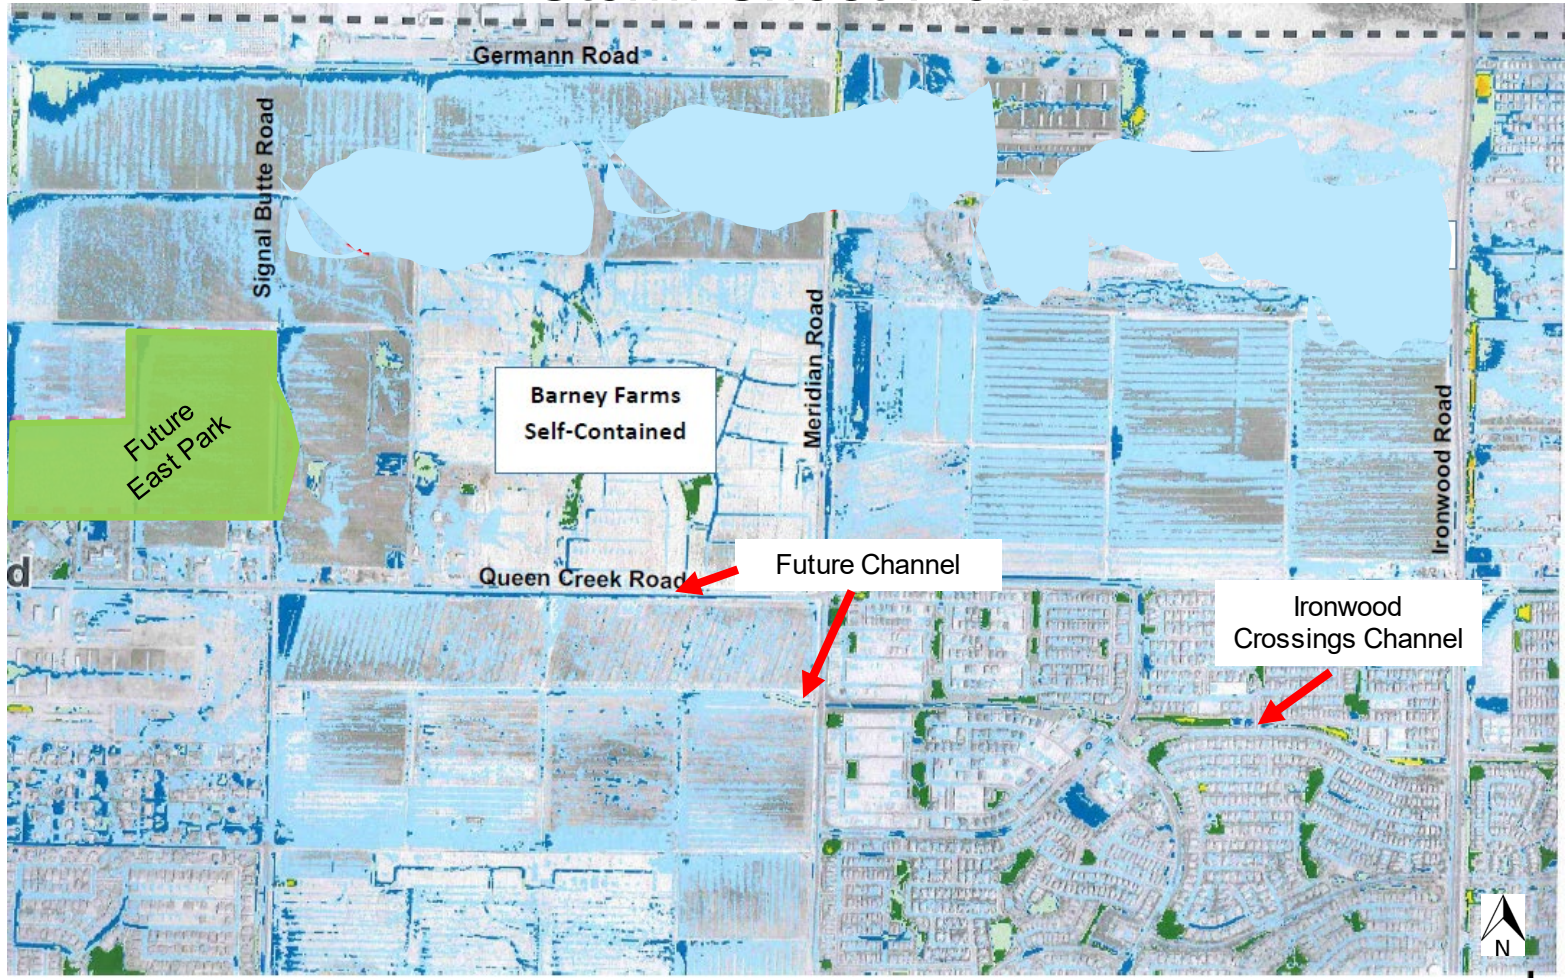 Germann Road
Signal Butte Road
Meridian Road
Ironwood Road
Future
East Park
Barney Farms
Self-Contained
Queen Creek Road
Future Channel
Ironwood
Crossings Channel
d
N